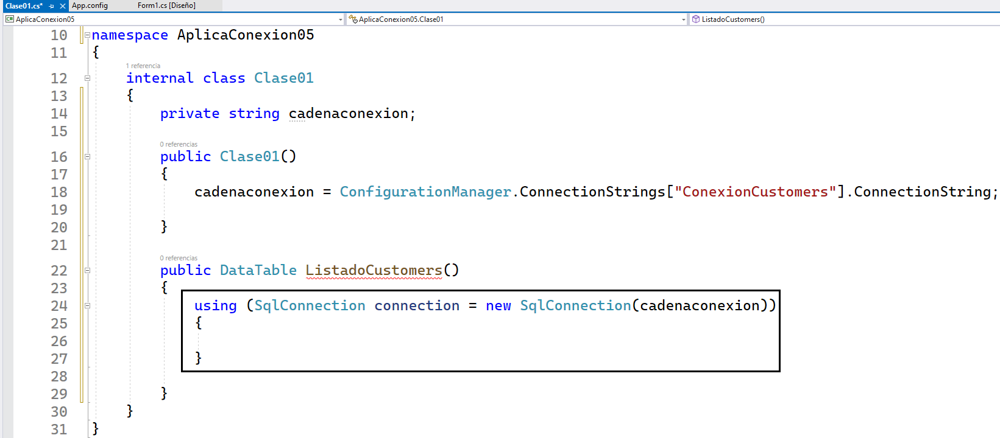 Clase01.cs* App.config Form1.cs [Diseño]
C# AplicaConexion05 AplicaConexion05.Clase01 ListadoCustomers()
10 namespace AplicaConexion05
11 {
1 referencia
12 internal class Clase01
13 {
14 private string cadenaconexion;
15
0 referencias
16 public Clase01()
17 {
18 cadenaconexion = ConfigurationManager.ConnectionStrings["ConexionCustomers"].ConnectionString;
19
20 }
21
0 referencias
22 public DataTable ListadoCustomers()
23 {
24 using (SqlConnection connection = new SqlConnection(cadenaconexion))
25 {
26
27 }
28
29 }
30 }
31 }